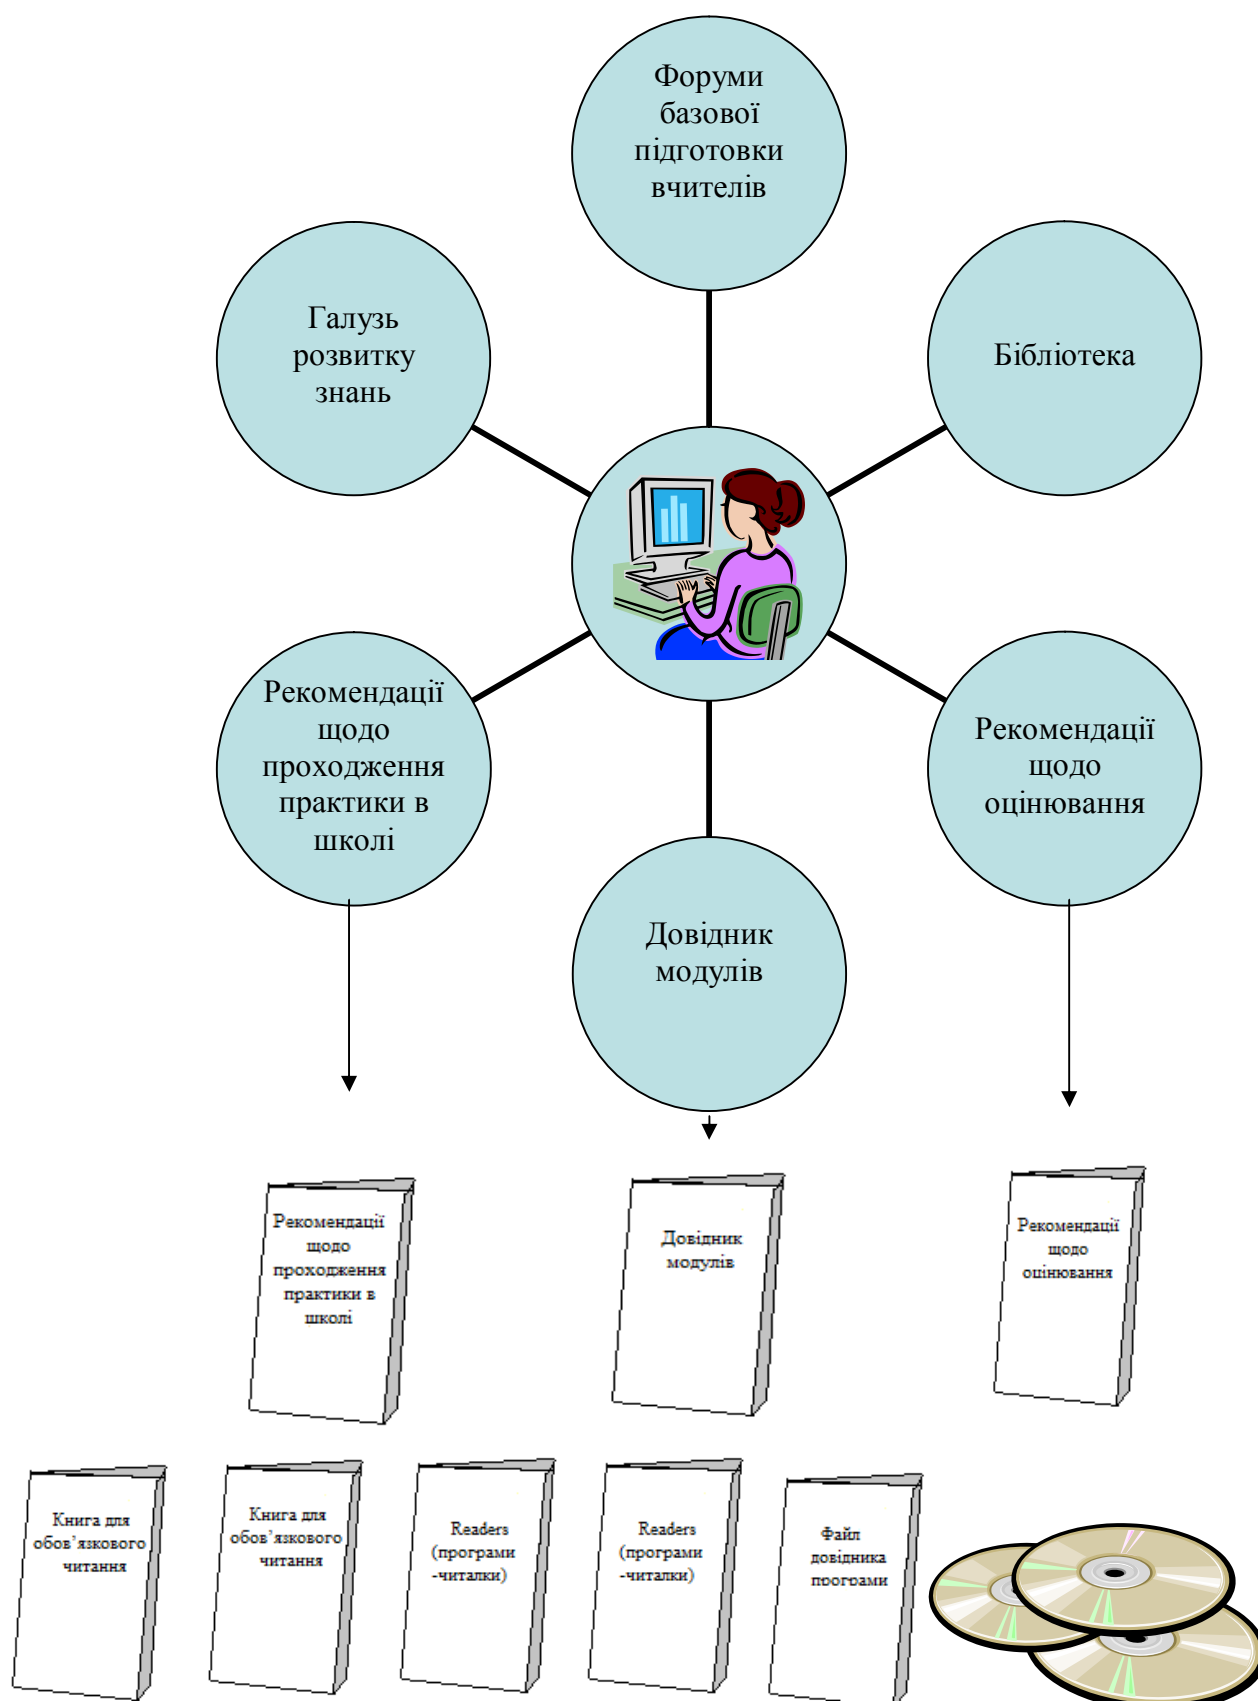 Форуми
базової
підготовки
вчителів
Галузь
розвитку
знань
Бібліотека
Рекомендації
щодо
проходження
практики в
школі
Рекомендації
щодо
оцінювання
Довідник
модулів
Рекомендації
щодо
проходження
практики в
школі
Довідник
модулів
Рекомендації
щодо
оцінювання
Книга для
обов’язкового
читання
Книга для
обов’язкового
читання
Readers
(програми
-читалки)
Readers
(програми
-читалки)
Файл
довідника
програми